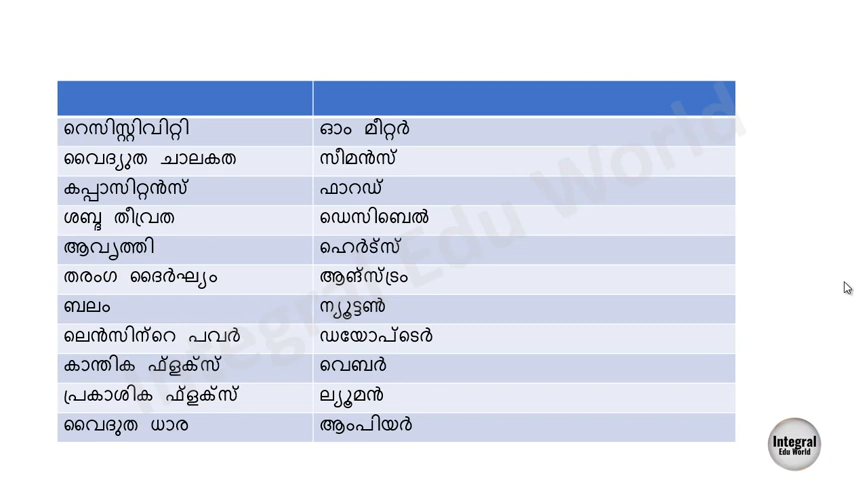 റെസിസ്റ്റിവിറ്റി ഓം മീറ്റർ
വൈദ്യുത ചാലകത സീമൻസ്
കപ്പാസിറ്റൻസ് ഫാറഡ്
ശബ്ദ തീവ്രത ഡെസിബെൽ
ആവൃത്തി ഹെർട്സ്
തരംഗ ദൈർഘ്യം ആങ്സ്ട്രം
ബലം ന്യൂട്ടൺ
ലെൻസിന്റെ പവർ ഡയോപ്ടെർ
കാന്തിക ഫ്ളക്സ് വെബർ
പ്രകാശിക ഫ്ളക്സ് ല്യൂമൻ
വൈദുത ധാര ആംപിയർ
Integral Edu World
Integral
Edu World